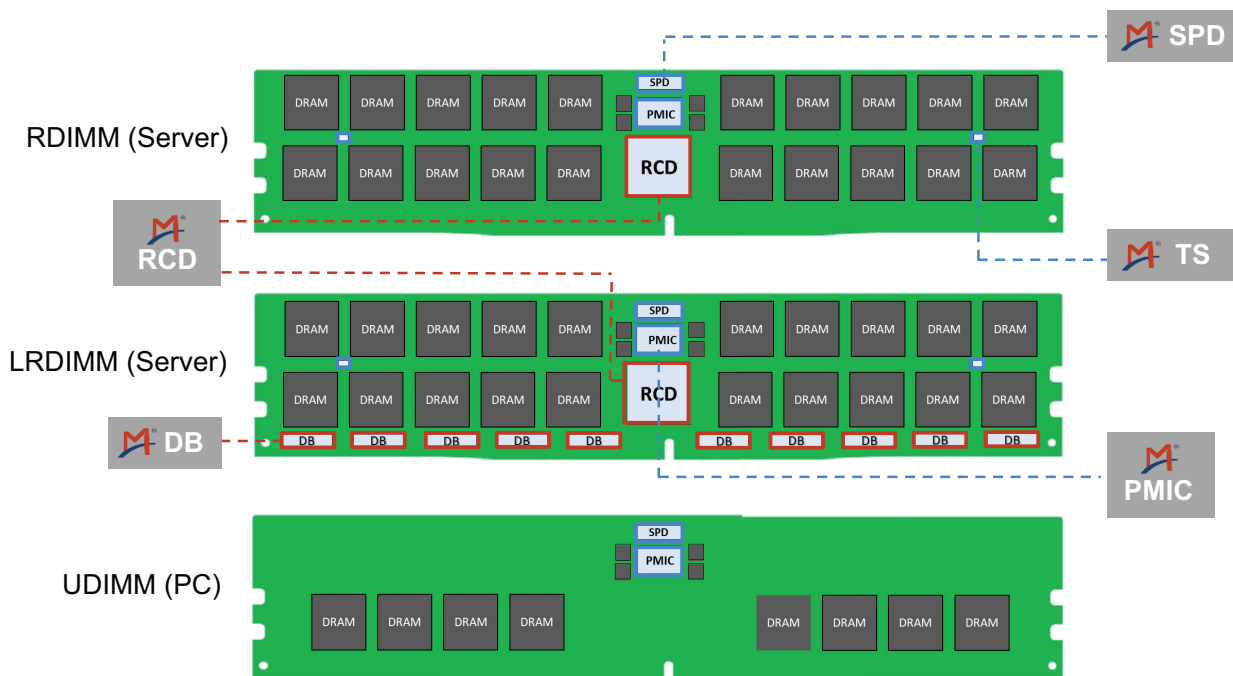 SPD
SPD
DRAM DRAM DRAM DRAM DRAM PMIC DRAM DRAM DRAM DRAM DRAM
RDIMM (Server)
DRAM DRAM DRAM DRAM DRAM RCD DRAM DRAM DRAM DRAM DARM
RCD
TS
SPD
DRAM DRAM DRAM DRAM DRAM PMIC DRAM DRAM DRAM DRAM DRAM
LRDIMM (Server)
DRAM DRAM DRAM DRAM DRAM RCD DRAM DRAM DRAM DRAM DRAM
DB
DB DB DB DB DB DB DB DB DB DB
PMIC
SPD
PMIC
UDIMM (PC)
DRAM DRAM DRAM DRAM DRAM DRAM DRAM DRAM